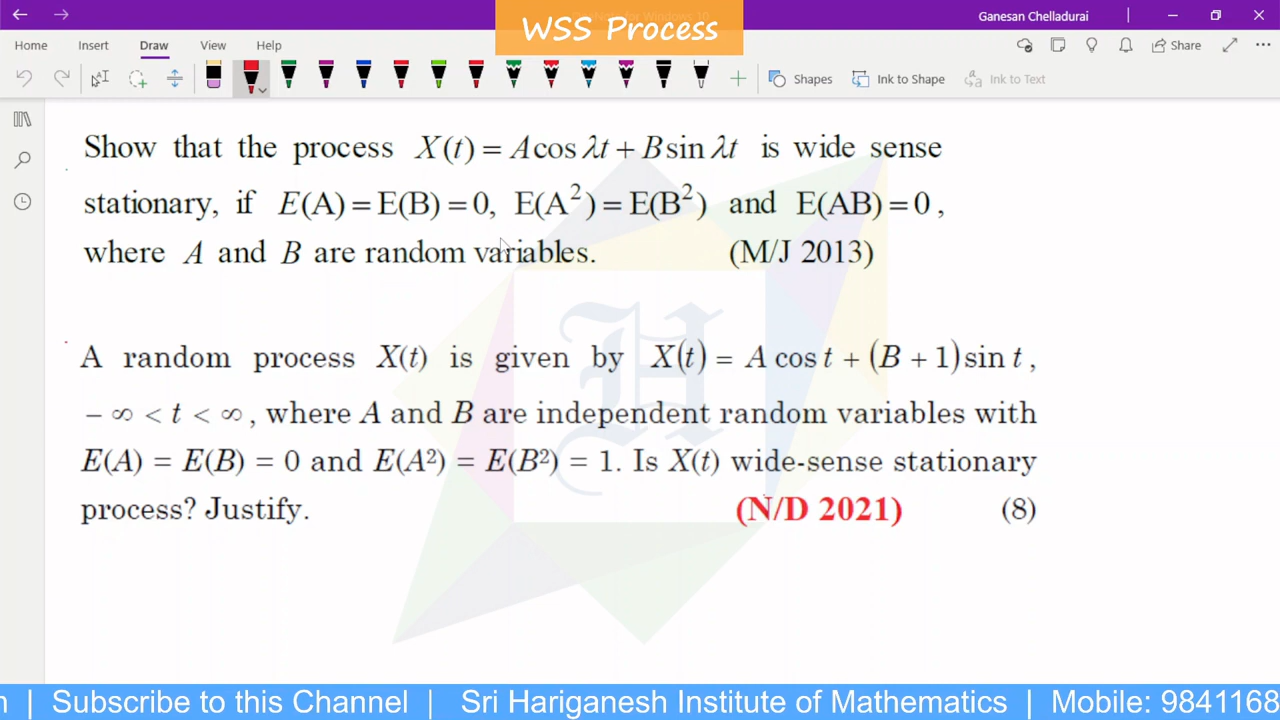 WSS Process
Ganesan Chelladurai
Home Insert Draw View Help
Share
Shapes Ink to Shape Ink to Text
Show that the process X(t) = A cos λt + B sin λt is wide sense
stationary, if E(A) = E(B) = 0, E(A²) = E(B²) and E(AB) = 0,
where A and B are random variables. (M/J 2013)
A random process X(t) is given by X(t) = A cos t + (B + 1) sin t,
− ∞ < t < ∞, where A and B are independent random variables with
E(A) = E(B) = 0 and E(A²) = E(B²) = 1. Is X(t) wide-sense stationary
process? Justify. (N/D 2021) (8)
| Subscribe to this Channel | Sri Hariganesh Institute of Mathematics | Mobile: 9841168